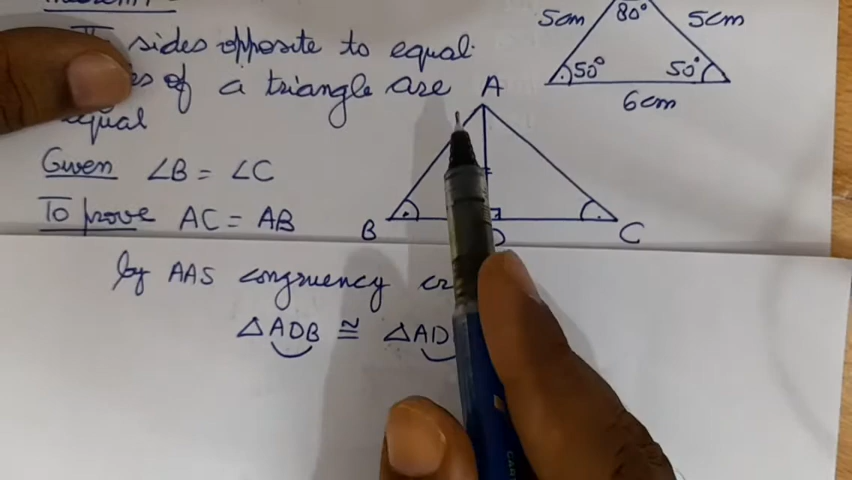 sides opposite to equal
of a triangle are
equal
Given ∠B = ∠C
To prove AC = AB
by AAS congruency
△ADB ≅ △AD
80°
5cm 5cm
50° 50°
6cm
A
B D C